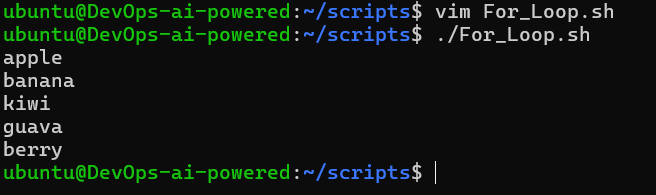 ubuntu@DevOps-ai-powered:~/scripts$ vim For_Loop.sh
ubuntu@DevOps-ai-powered:~/scripts$ ./For_Loop.sh
apple
banana
kiwi
guava
berry
ubuntu@DevOps-ai-powered:~/scripts$